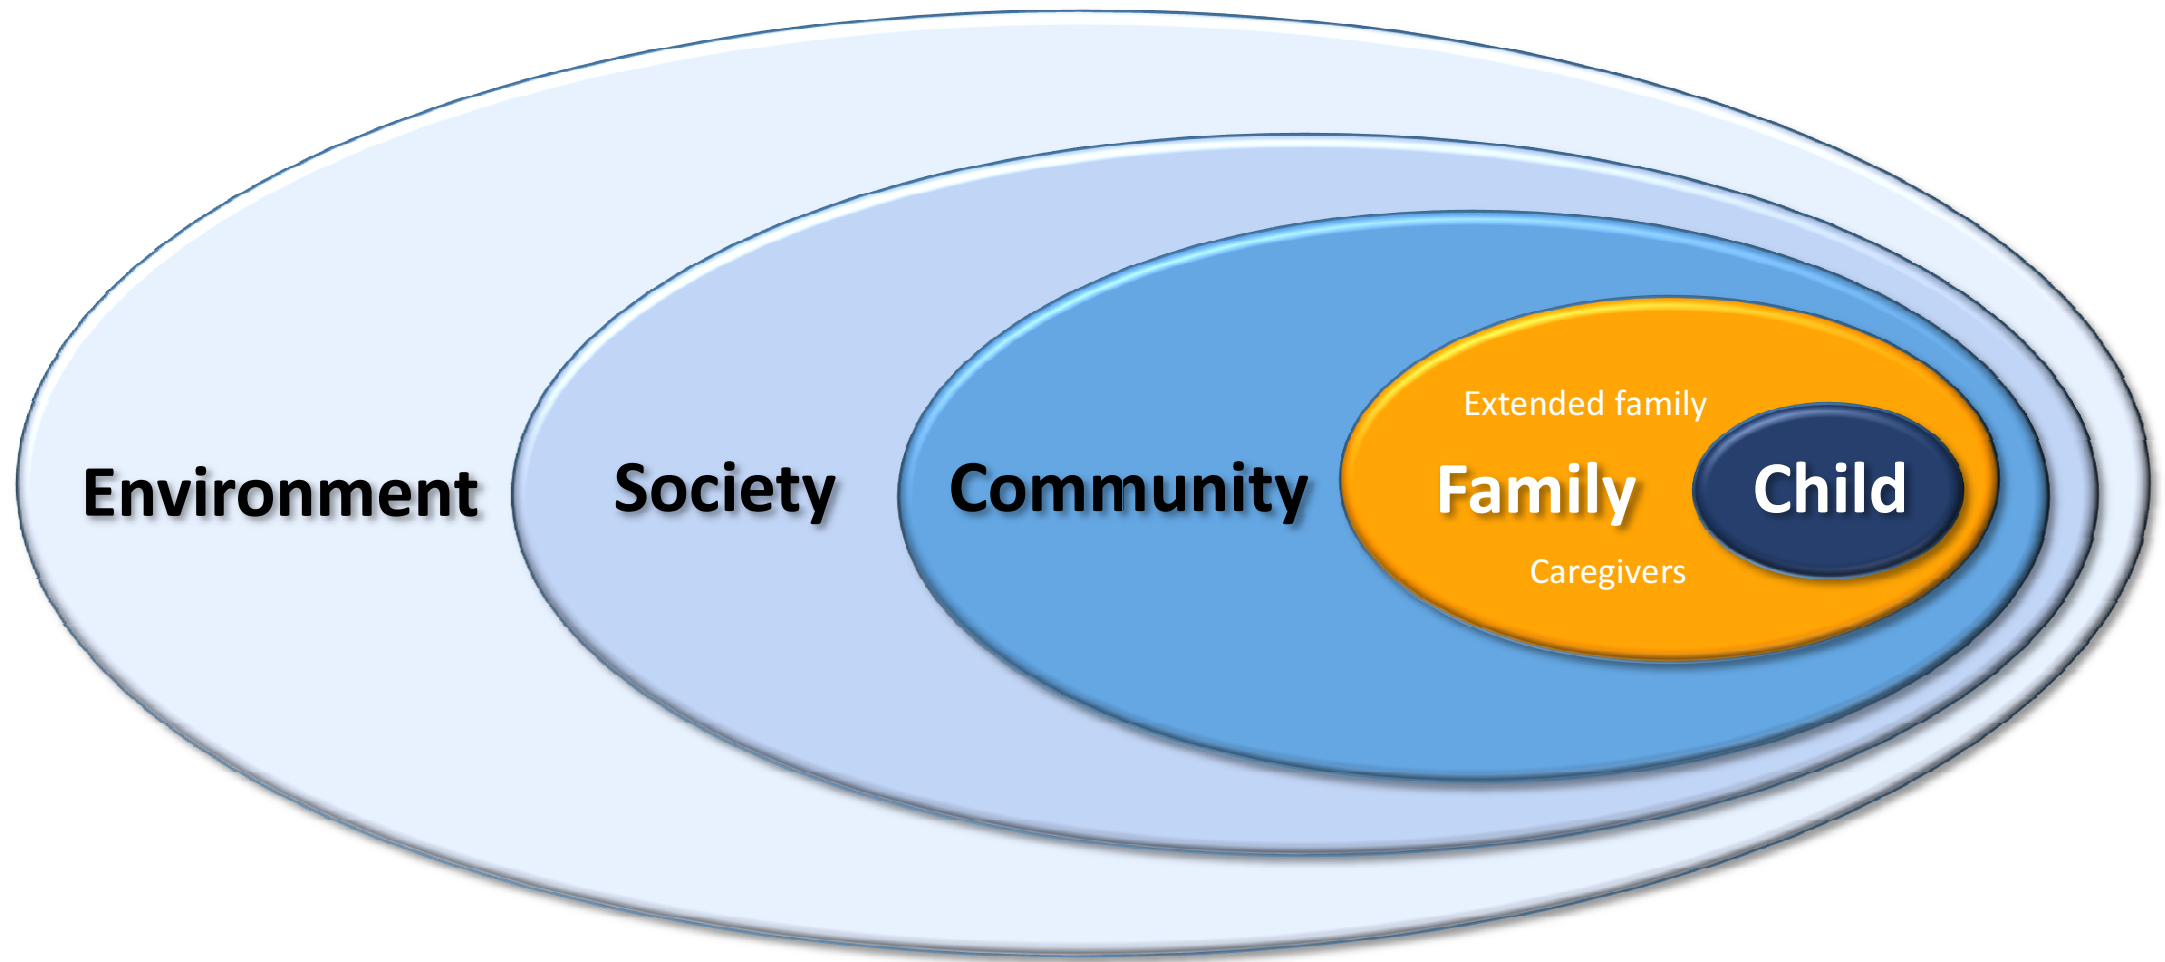 Environment
Society
Community
Extended family
Family
Caregivers
Child